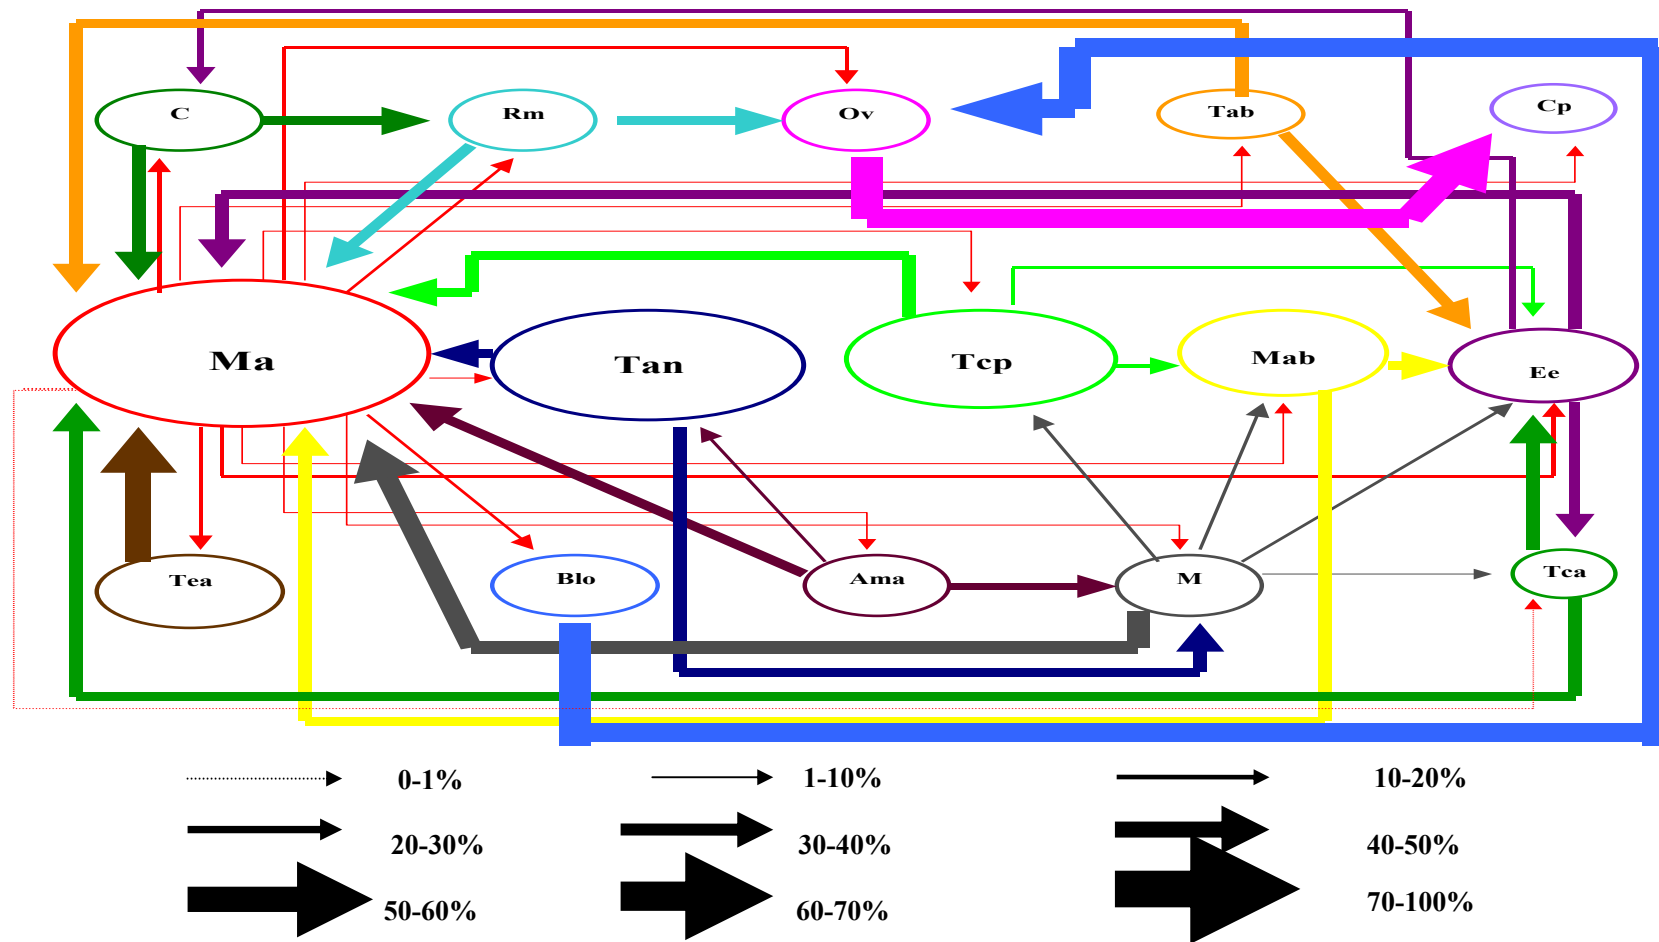 C
Rm
Ov
Tab
Cp
Ma
Tan
Tcp
Mab
Ee
Tea
Blo
Ama
M
Tca
0-1%
1-10%
10-20%
20-30%
30-40%
40-50%
50-60%
60-70%
70-100%